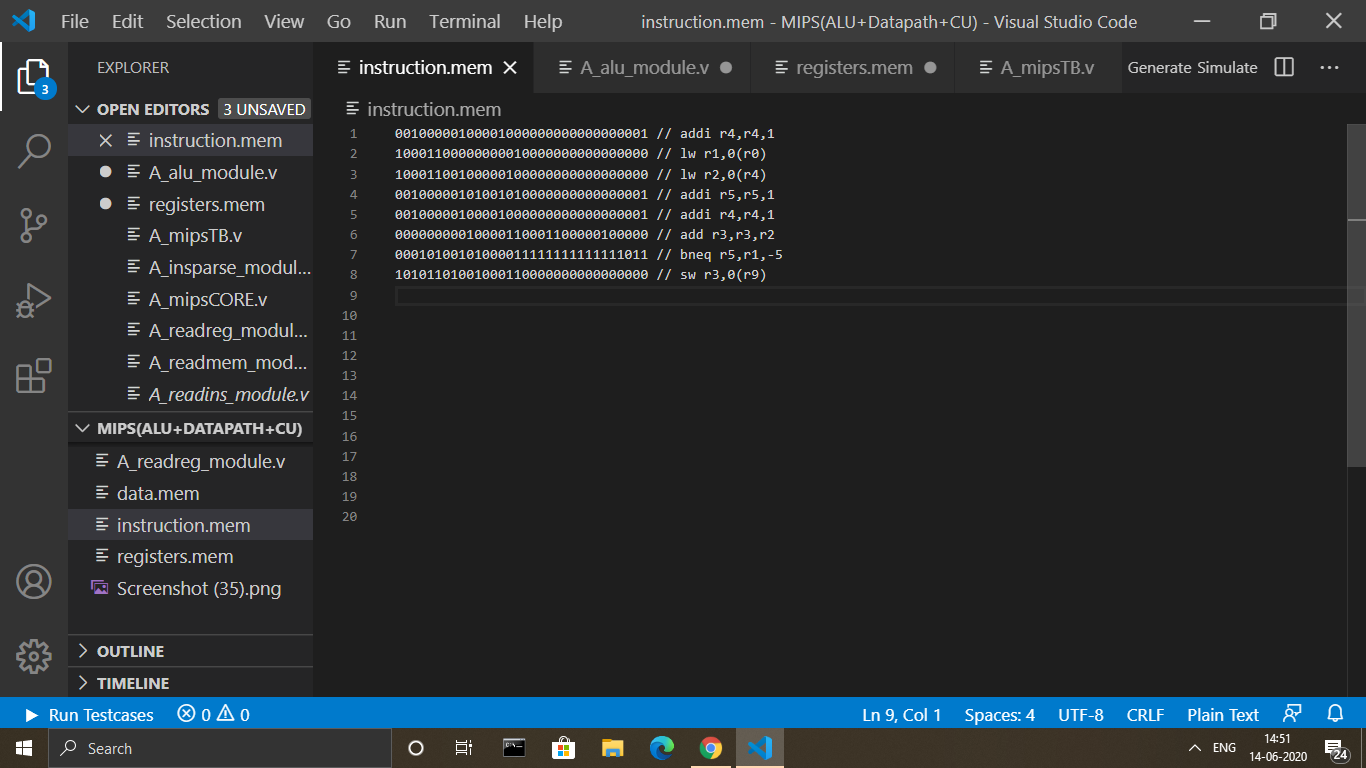 File Edit Selection View Go Run Terminal Help instruction.mem - MIPS(ALU+Datapath+CU) - Visual Studio Code
EXPLORER
instruction.mem A_alu_module.v registers.mem A_mipsTB.v Generate Simulate
OPEN EDITORS 3 UNSAVED
instruction.mem
A_alu_module.v
registers.mem
A_mipsTB.v
A_insparse_modul...
A_mipsCORE.v
A_readreg_modul...
A_readmem_mod...
A_readins_module.v
MIPS(ALU+DATAPATH+CU)
A_readreg_module.v
data.mem
instruction.mem
registers.mem
Screenshot (35).png
OUTLINE
TIMELINE
3
instruction.mem
1 00100000100001000000000000000001 // addi r4,r4,1
2 10001100000000010000000000000000 // lw r1,0(r0)
3 10001100100000100000000000000000 // lw r2,0(r4)
4 00100000101001010000000000000001 // addi r5,r5,1
5 00100000100001000000000000000001 // addi r4,r4,1
6 00000000010000110001100000100000 // add r3,r3,r2
7 00010100101000011111111111111011 // bneq r5,r1,-5
8 10101101001000110000000000000000 // sw r3,0(r9)
9
10
11
12
13
14
15
16
17
18
19
20
Run Testcases 0 0 Ln 9, Col 1 Spaces: 4 UTF-8 CRLF Plain Text
Search
ENG
14:51
14-06-2020
24